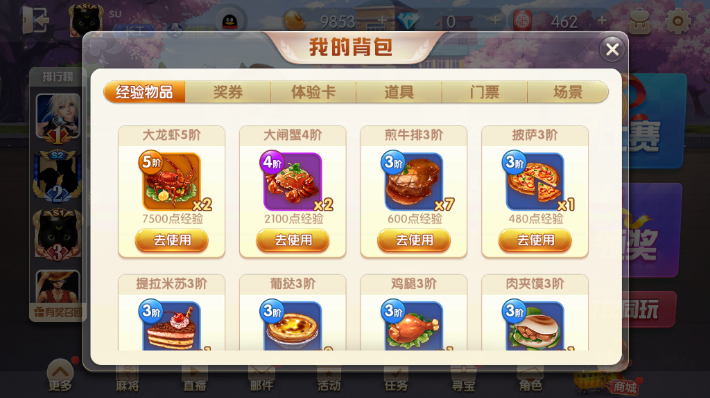 SU
9853
0
462
我的背包
排行榜
经验物品
奖券
体验卡
道具
门票
场景
大龙虾5阶
大闸蟹4阶
煎牛排3阶
披萨3阶
5阶
4阶
3阶
3阶
x2
x2
x7
x1
7500点经验
2100点经验
600点经验
480点经验
去使用
去使用
去使用
去使用
提拉米苏3阶
葡挞3阶
鸡腿3阶
肉夹馍3阶
3阶
3阶
3阶
3阶
1
2
3
赛
奖
同玩
有奖召回
更多
麻将
直播
邮件
活动
任务
寻宝
角色
商城